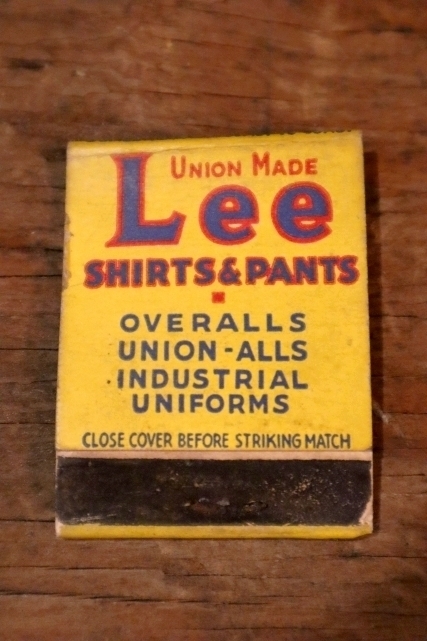 UNION MADE
Lee
SHIRTS & PANTS
OVERALLS
UNION-ALLS
INDUSTRIAL
UNIFORMS
CLOSE COVER BEFORE STRIKING MATCH